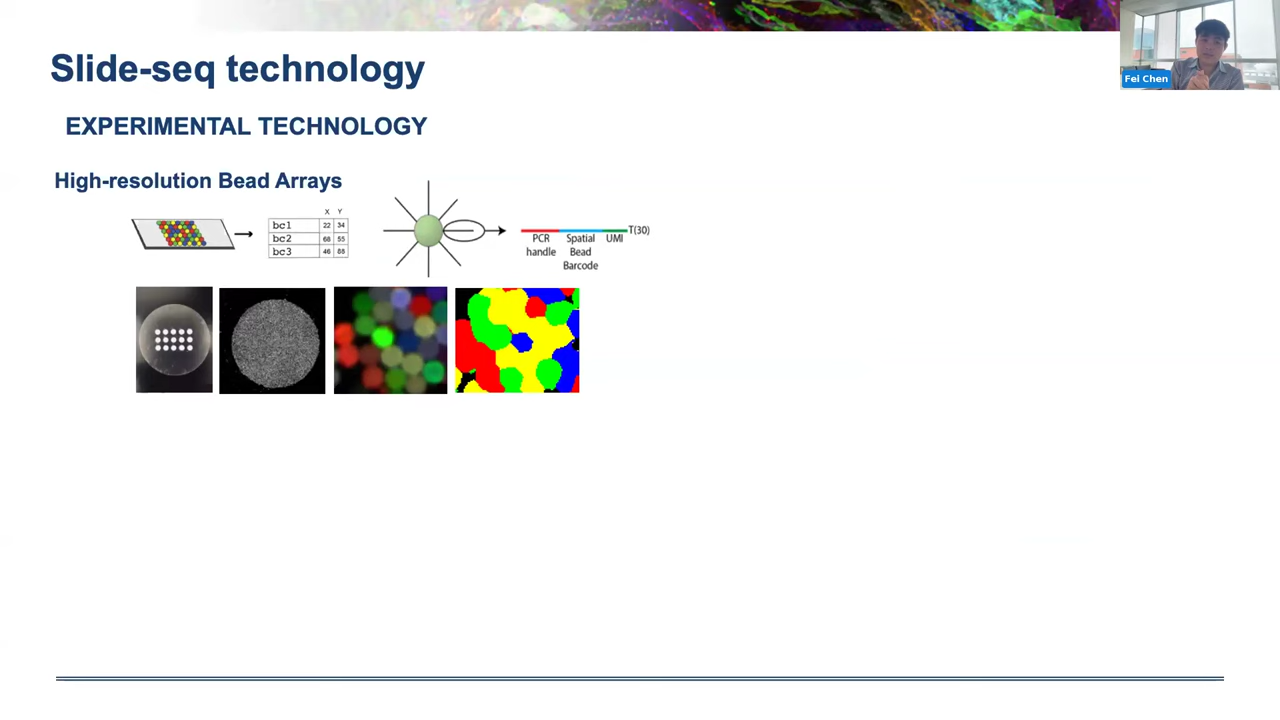 Fei Chen
Slide-seq technology
EXPERIMENTAL TECHNOLOGY
High-resolution Bead Arrays
X Y
bc1 22 34
bc2 68 55
bc3 46 88
T(30)
PCR handle
Spatial Bead Barcode
UMI